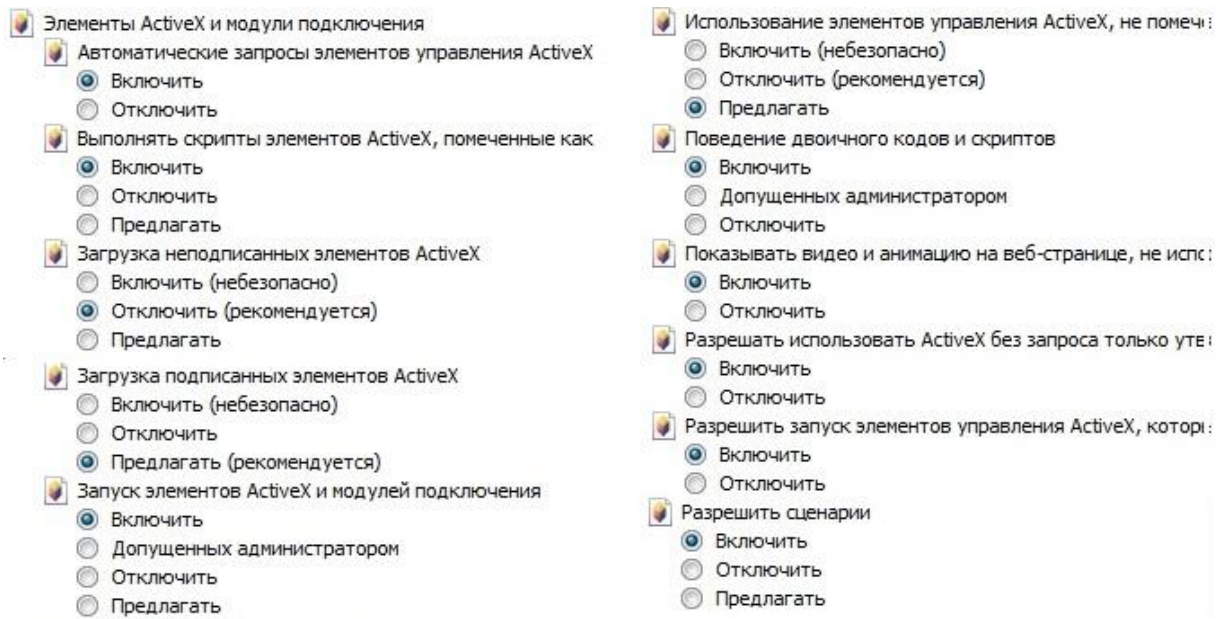 Элементы ActiveX и модули подключения
Автоматические запросы элементов управления ActiveX
Включить
Отключить
Выполнять скрипты элементов ActiveX, помеченные как
Включить
Отключить
Предлагать
Загрузка неподписанных элементов ActiveX
Включить (небезопасно)
Отключить (рекомендуется)
Предлагать
Загрузка подписанных элементов ActiveX
Включить (небезопасно)
Отключить
Предлагать (рекомендуется)
Запуск элементов ActiveX и модулей подключения
Включить
Допущенных администратором
Отключить
Предлагать
Использование элементов управления ActiveX, не
Включить (небезопасно)
Отключить (рекомендуется)
Предлагать
Поведение двоичного кодов и скриптов
Включить
Допущенных администратором
Отключить
Показывать видео и анимацию на веб-странице, не
Включить
Отключить
Разрешать использовать ActiveX без запроса только
Включить
Отключить
Разрешить запуск элементов управления ActiveX,
Включить
Отключить
Разрешить сценарии
Включить
Отключить
Предлагать